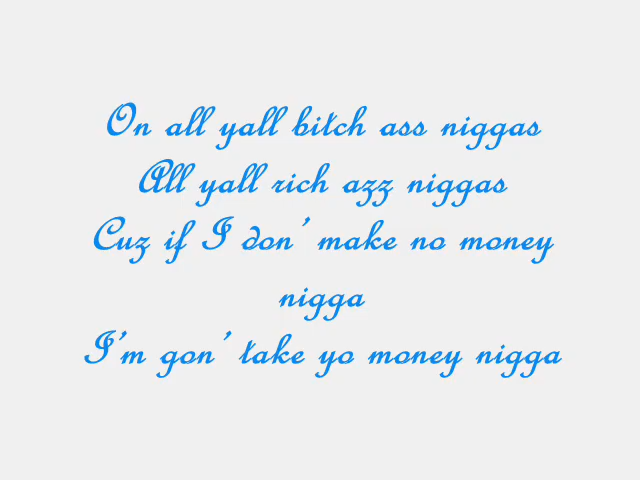 On all yall bitch ass niggas
All yall rich azz niggas
Cuz if I don' make no money
nigga
I'm gon' take yo money nigga